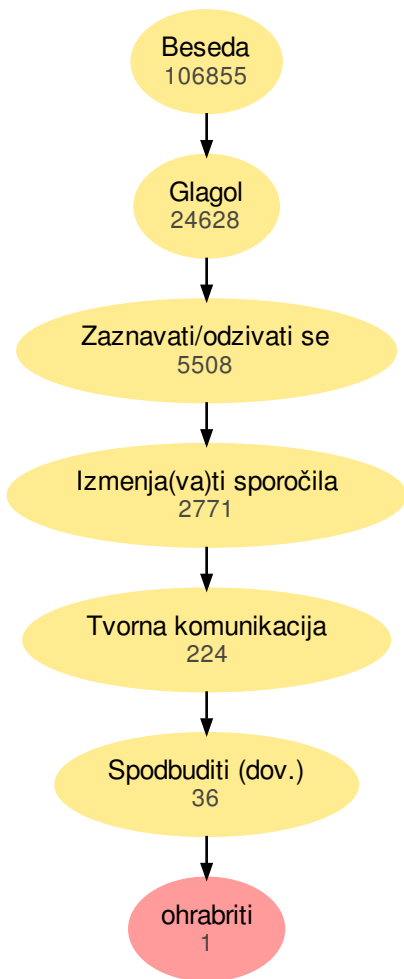 Beseda
106855
Glagol
24628
Zaznavati/odzivati se
5508
Izmenja(va)ti sporočila
2771
Tvorna komunikacija
224
Spodbuditi (dov.)
36
ohrabriti
1